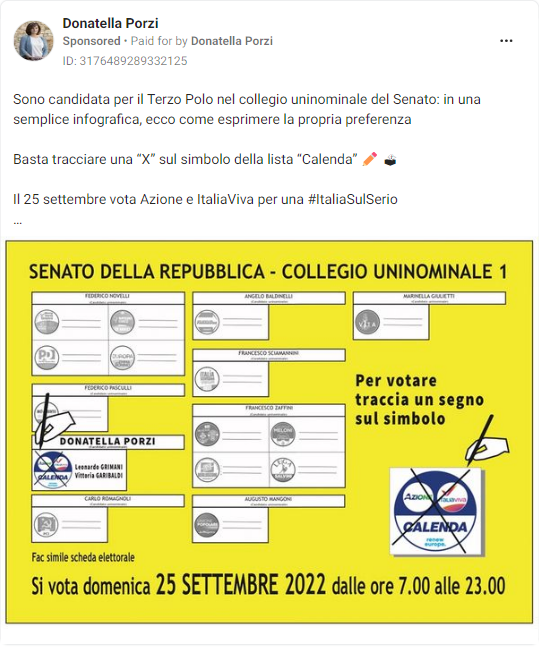 Donatella Porzi
Sponsored • Paid for by Donatella Porzi
ID: 3176489289332125
Sono candidata per il Terzo Polo nel collegio uninominale del Senato: in una
semplice infografica, ecco come esprimere la propria preferenza
Basta tracciare una “X” sul simbolo della lista “Calenda”
Il 25 settembre vota Azione e ItaliaViva per una #ItaliaSulSerio
...
SENATO DELLA REPUBBLICA - COLLEGIO UNINOMINALE 1
FEDERICO NOVELLI
ANGELO BALDINELLI
MARINELLA GIULIETTI
PD
VITA
FRANCESCO SCIAMANNINI
FEDERICO PASCULLI
FRANCESCO ZAFFINI
MELONI
DONATELLA PORZI
Leonardo GRIMANI
Vittoria GARIBALDI
CALENDA
CARLO ROMAGNOLI
AUGUSTO MANGONI
Per votare
traccia un segno
sul simbolo
AZIONE
italiaviva
CALENDA
renew
europe.
Fac simile scheda elettorale
Si vota domenica 25 SETTEMBRE 2022 dalle ore 7.00 alle 23.00